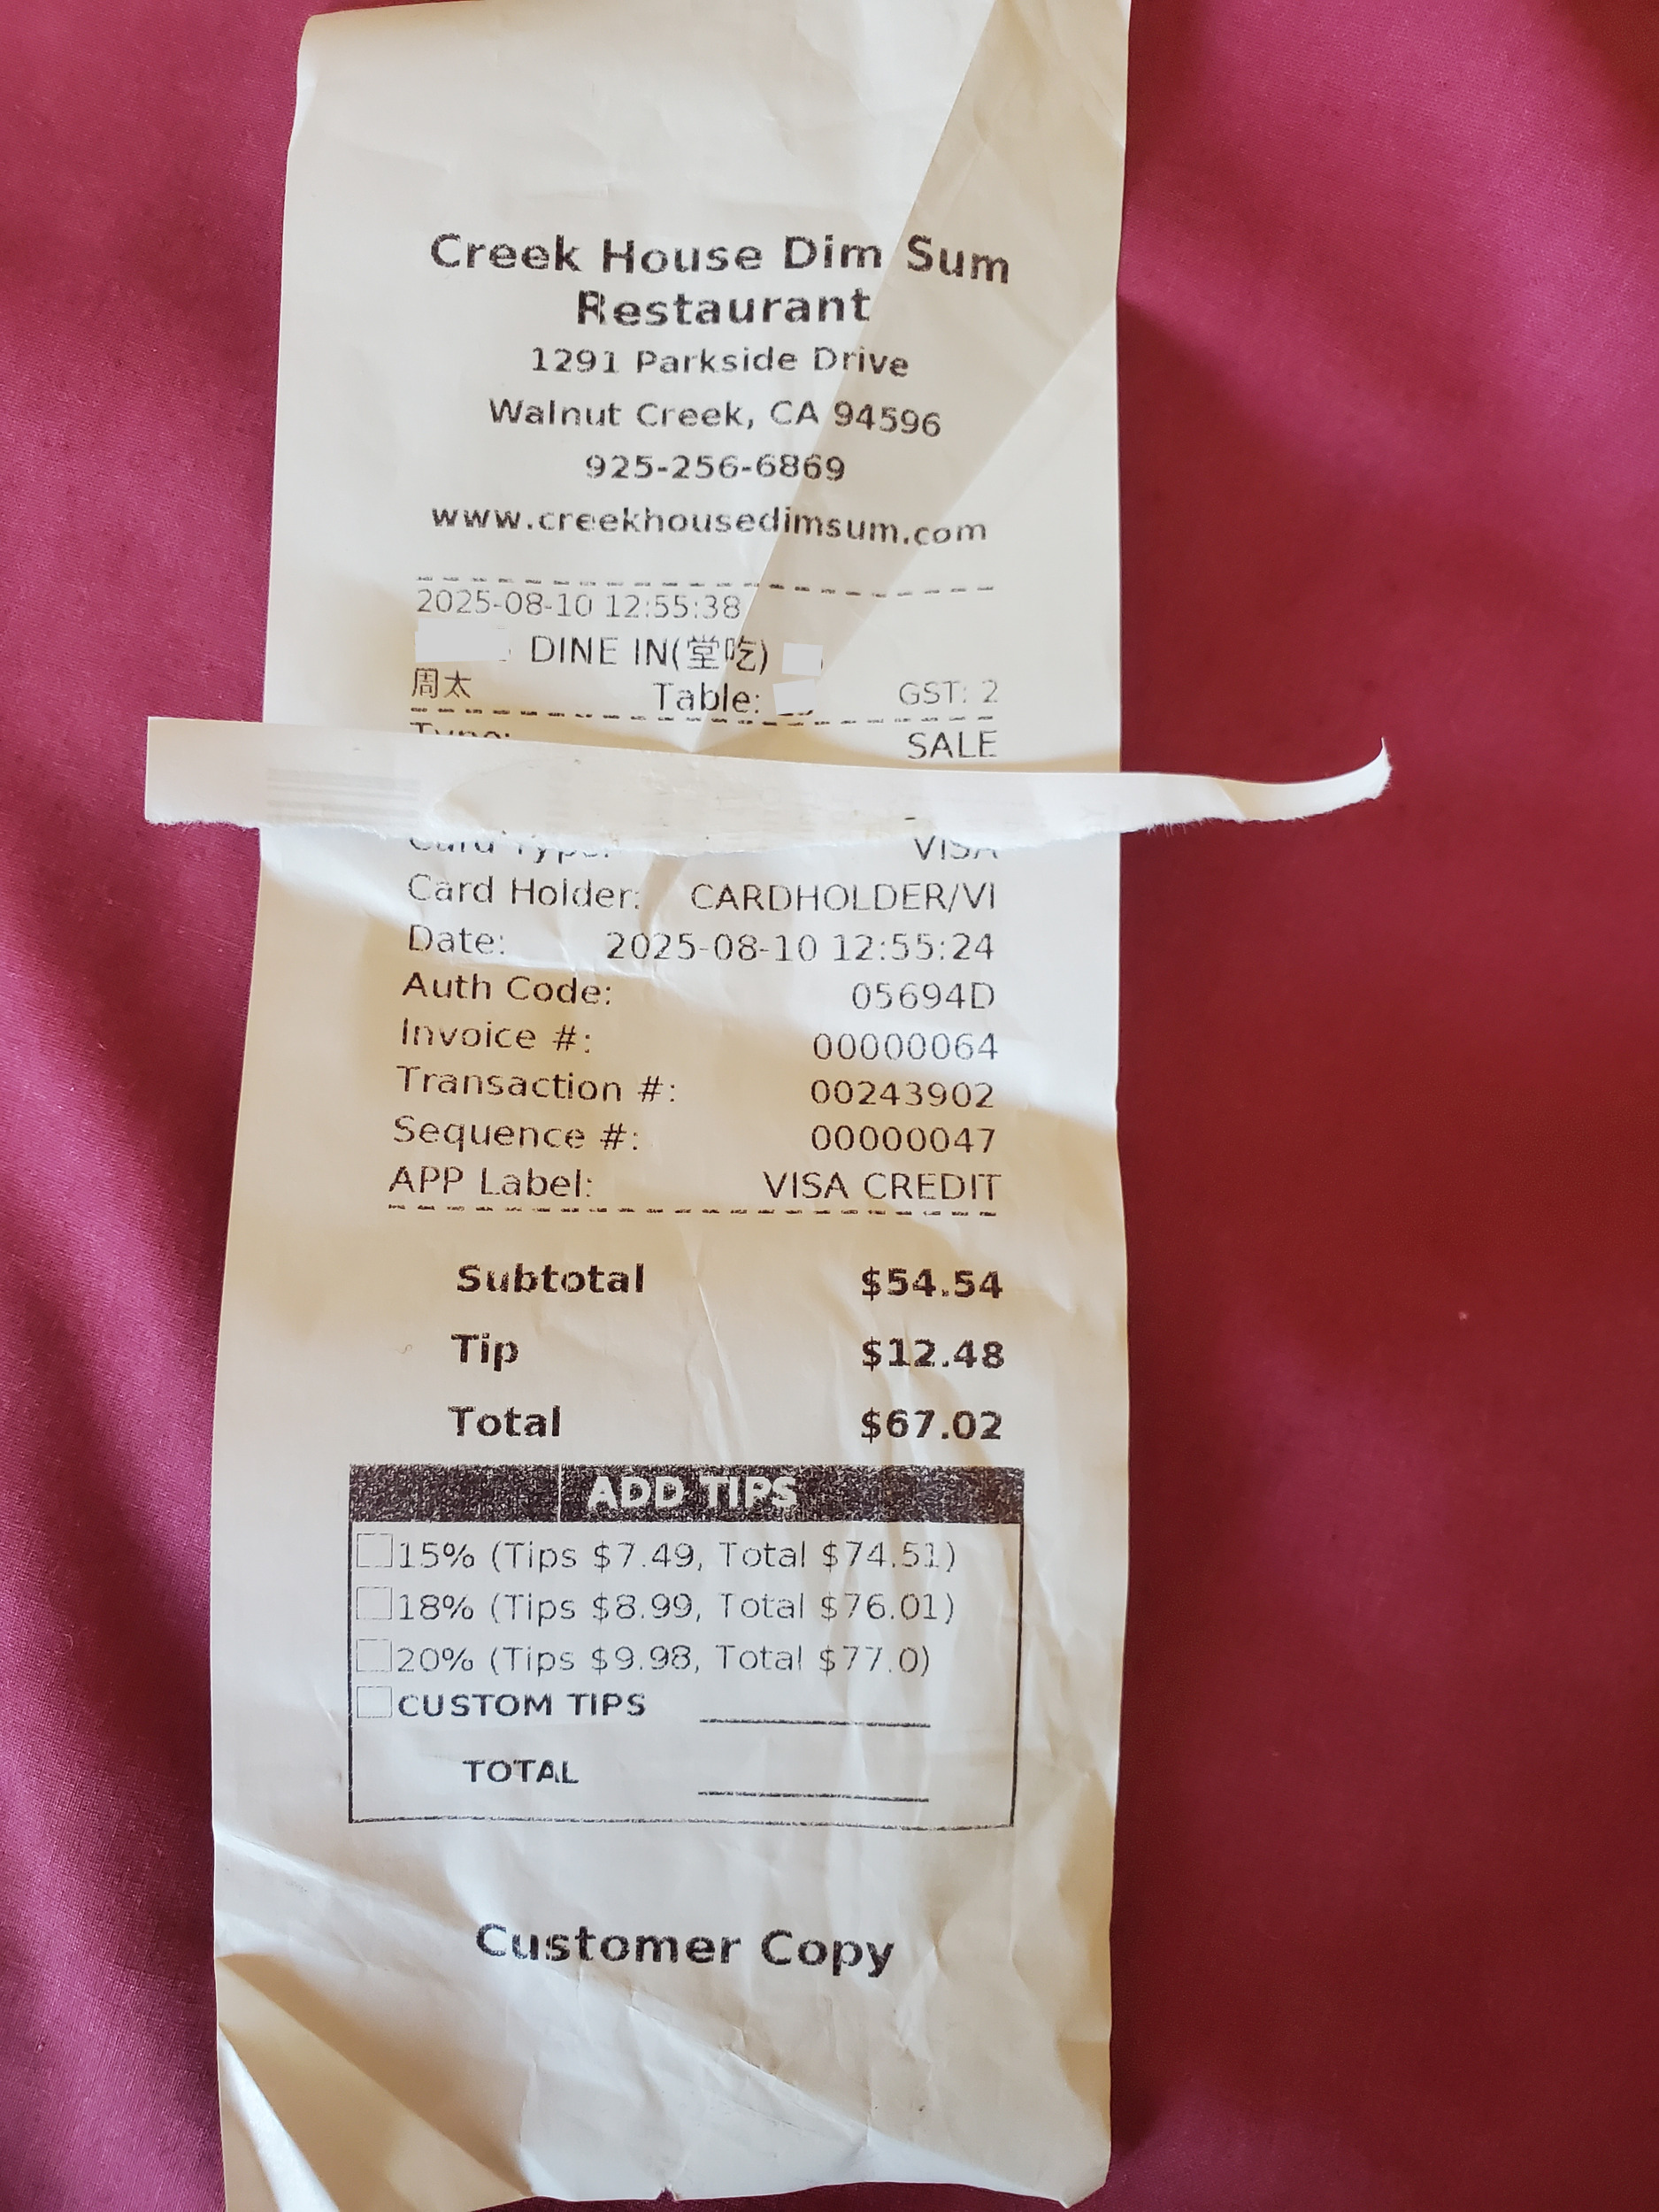 Creek House Dim Sum
Restaurant
1291 Parkside Drive
Walnut Creek, CA 94596
925-256-6869
www.creekhousedimsum.com
2025-08-10 12:55:38
DINE IN(堂吃)
周太 Table: GST: 2
Type: SALE
Card Type: VISA
Card Holder: CARDHOLDER/VI
Date: 2025-08-10 12:55:24
Auth Code: 05694D
Invoice #: 00000064
Transaction #: 00243902
Sequence #: 00000047
APP Label: VISA CREDIT
Subtotal $54.54
Tip $12.48
Total $67.02
ADD TIPS
15% (Tips $7.49, Total $74.51)
18% (Tips $8.99, Total $76.01)
20% (Tips $9.98, Total $77.0)
CUSTOM TIPS
TOTAL
Customer Copy